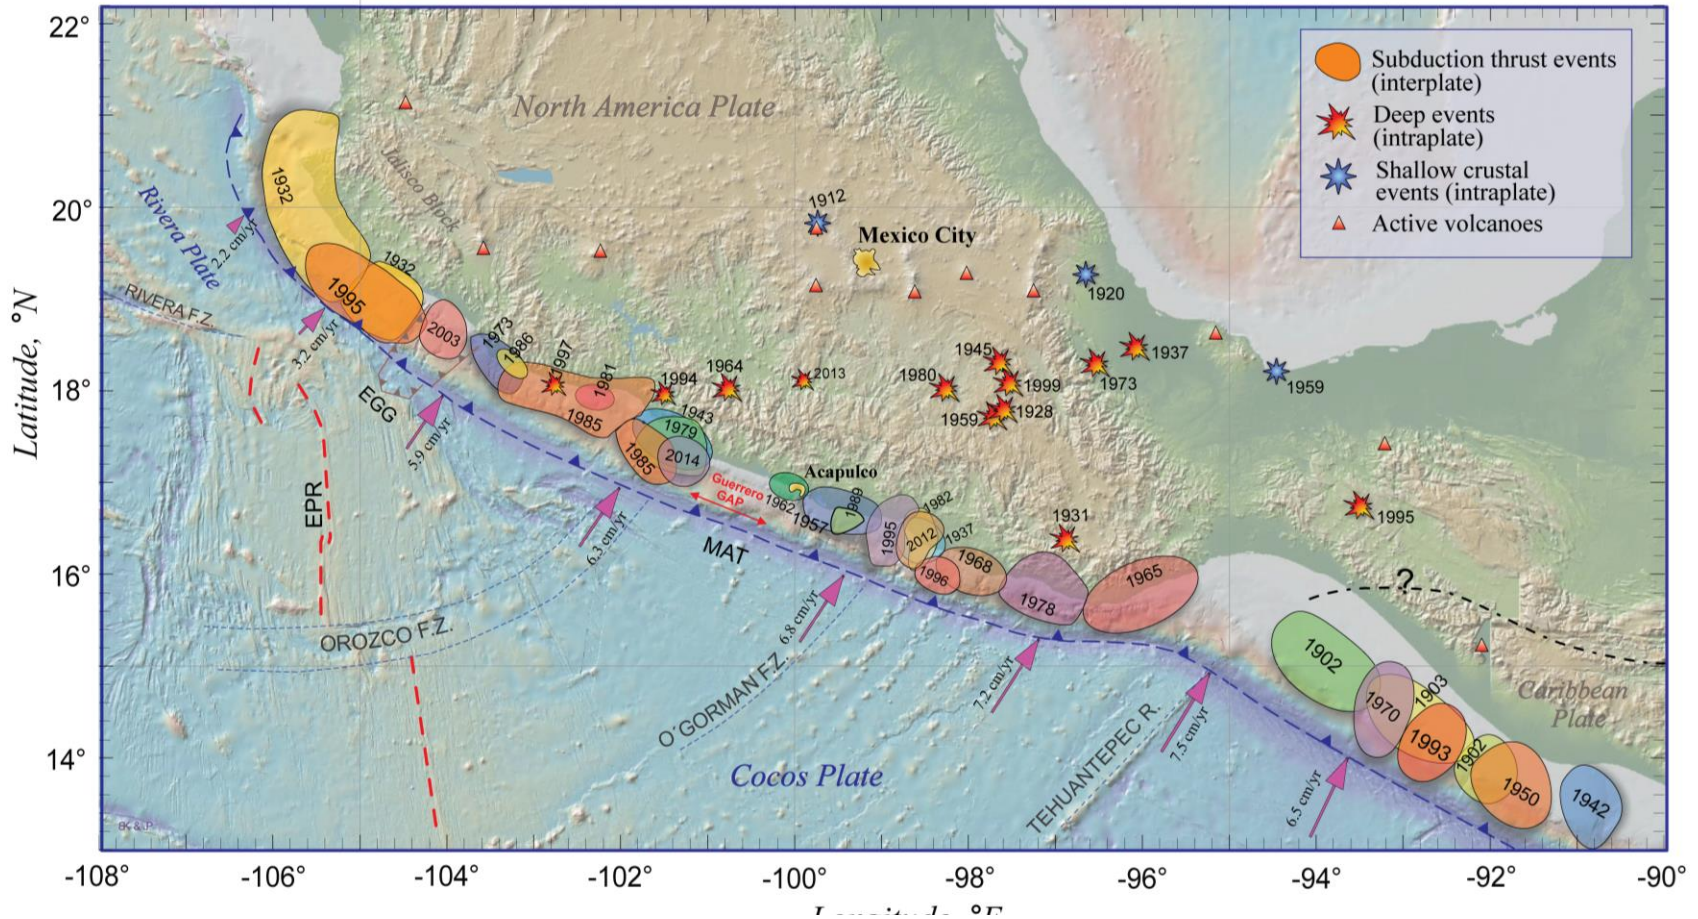 22°
20°
18°
16°
14°
Latitude, °N
-108°
-106°
-104°
-102°
-100°
-98°
-96°
-94°
-92°
-90°
Subduction thrust events
(interplate)
Deep events
(intraplate)
Shallow crustal
events (intraplate)
Active volcanoes
North America Plate
Jalisco Block
Rivera Plate
RIVERA F.Z.
2.2 cm/yr
3.2 cm/yr
5.9 cm/yr
6.3 cm/yr
6.8 cm/yr
7.2 cm/yr
7.5 cm/yr
6.5 cm/yr
1932
1995
1932
2003
1973
1986
1997
1981
1985
1994
1964
2013
1943
1979
1985
2014
1912
Mexico City
1920
1945
1937
1980
1999
1973
1959
1928
1959
EGG
EPR
Guerrero
GAP
Acapulco
1962
1957
1989
1995
1982
2012
1937
1996
1968
1931
1978
1965
1995
MAT
OROZCO F.Z.
O´GORMAN F.Z.
TEHUANTEPEC R.
Cocos Plate
?
1902
1970
1903
1993
1902
1950
1942
Caribbean
Plate